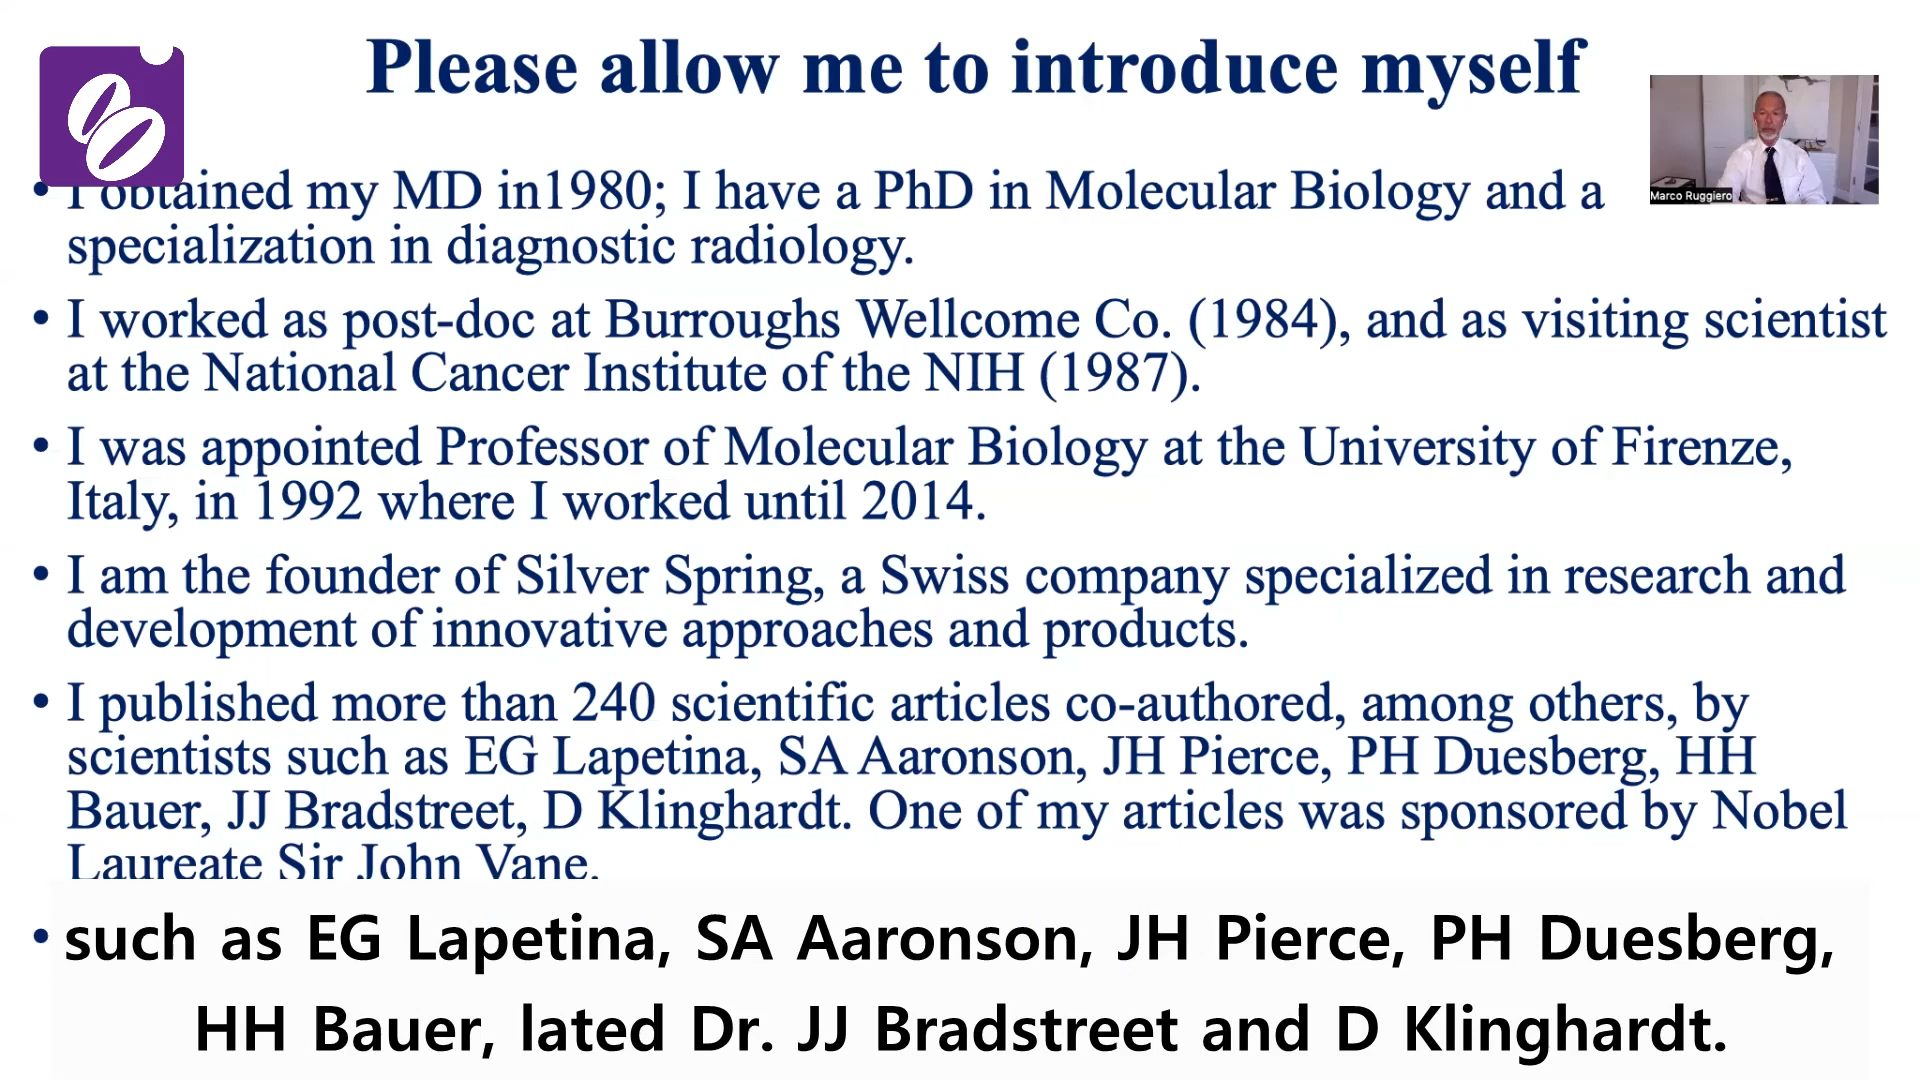 Please allow me to introduce myself
Marco Ruggiero
• I obtained my MD in1980; I have a PhD in Molecular Biology and a
specialization in diagnostic radiology.
• I worked as post-doc at Burroughs Wellcome Co. (1984), and as visiting scientist
at the National Cancer Institute of the NIH (1987).
• I was appointed Professor of Molecular Biology at the University of Firenze,
Italy, in 1992 where I worked until 2014.
• I am the founder of Silver Spring, a Swiss company specialized in research and
development of innovative approaches and products.
• I published more than 240 scientific articles co-authored, among others, by
scientists such as EG Lapetina, SA Aaronson, JH Pierce, PH Duesberg, HH
Bauer, JJ Bradstreet, D Klinghardt. One of my articles was sponsored by Nobel
Laureate Sir John Vane.
• such as EG Lapetina, SA Aaronson, JH Pierce, PH Duesberg,
HH Bauer, lated Dr. JJ Bradstreet and D Klinghardt.